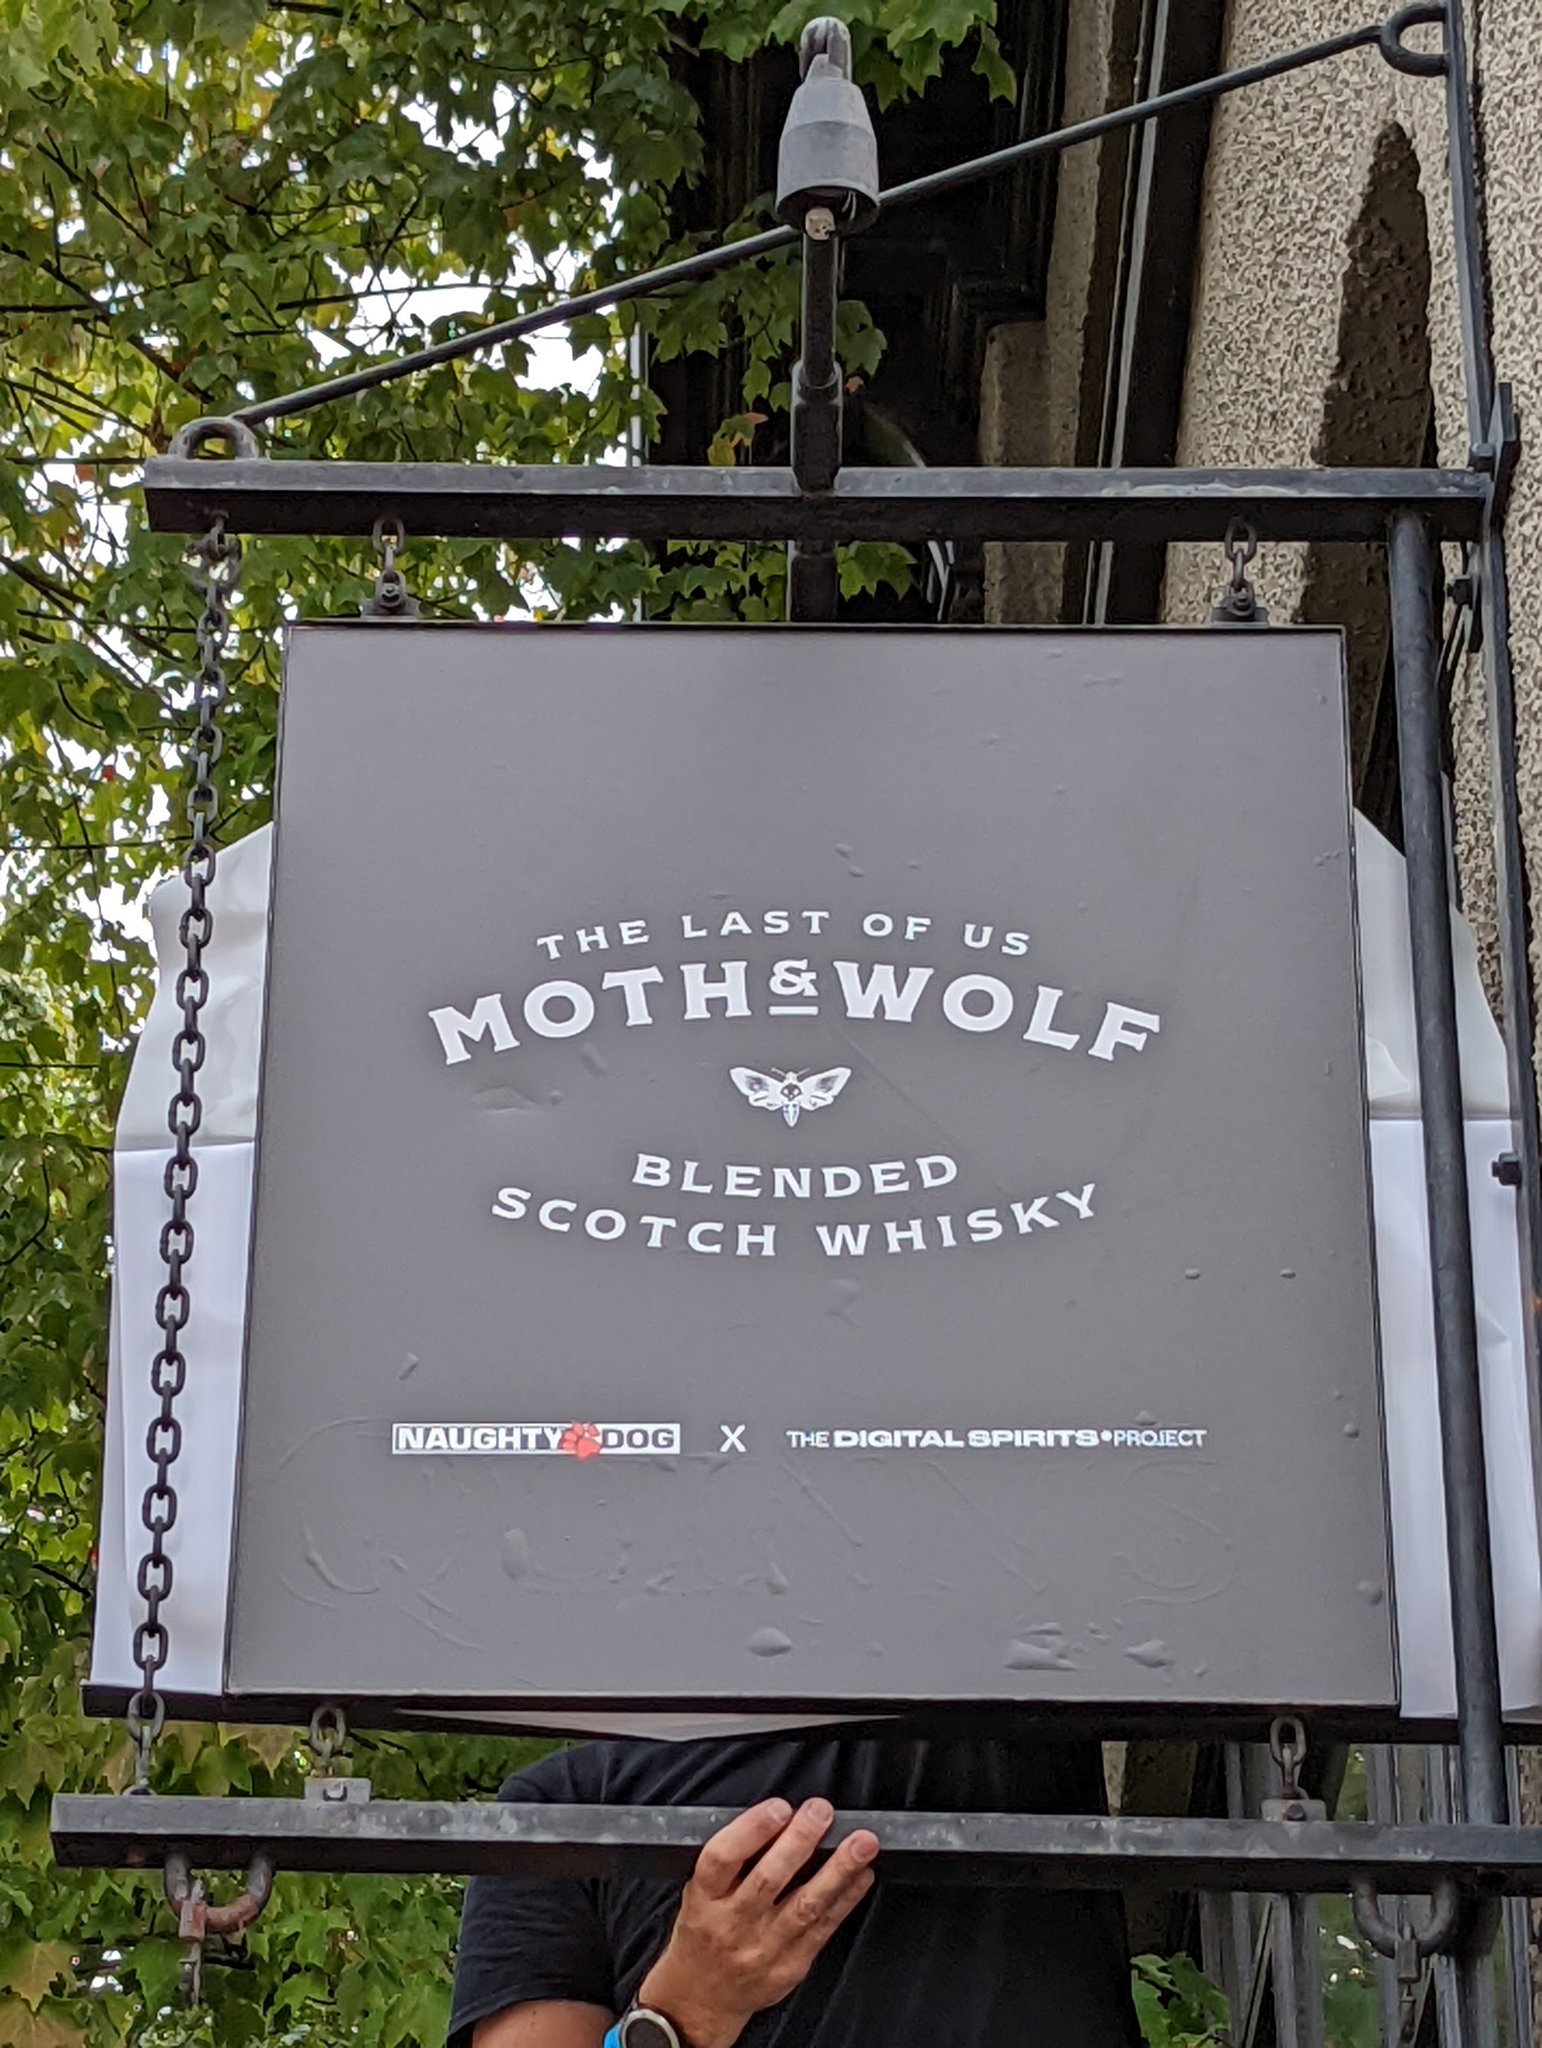 THE LAST OF US
MOTH & WOLF
BLENDED
SCOTCH WHISKY
NAUGHTY DOG X THE DIGITAL SPIRITS PROJECT